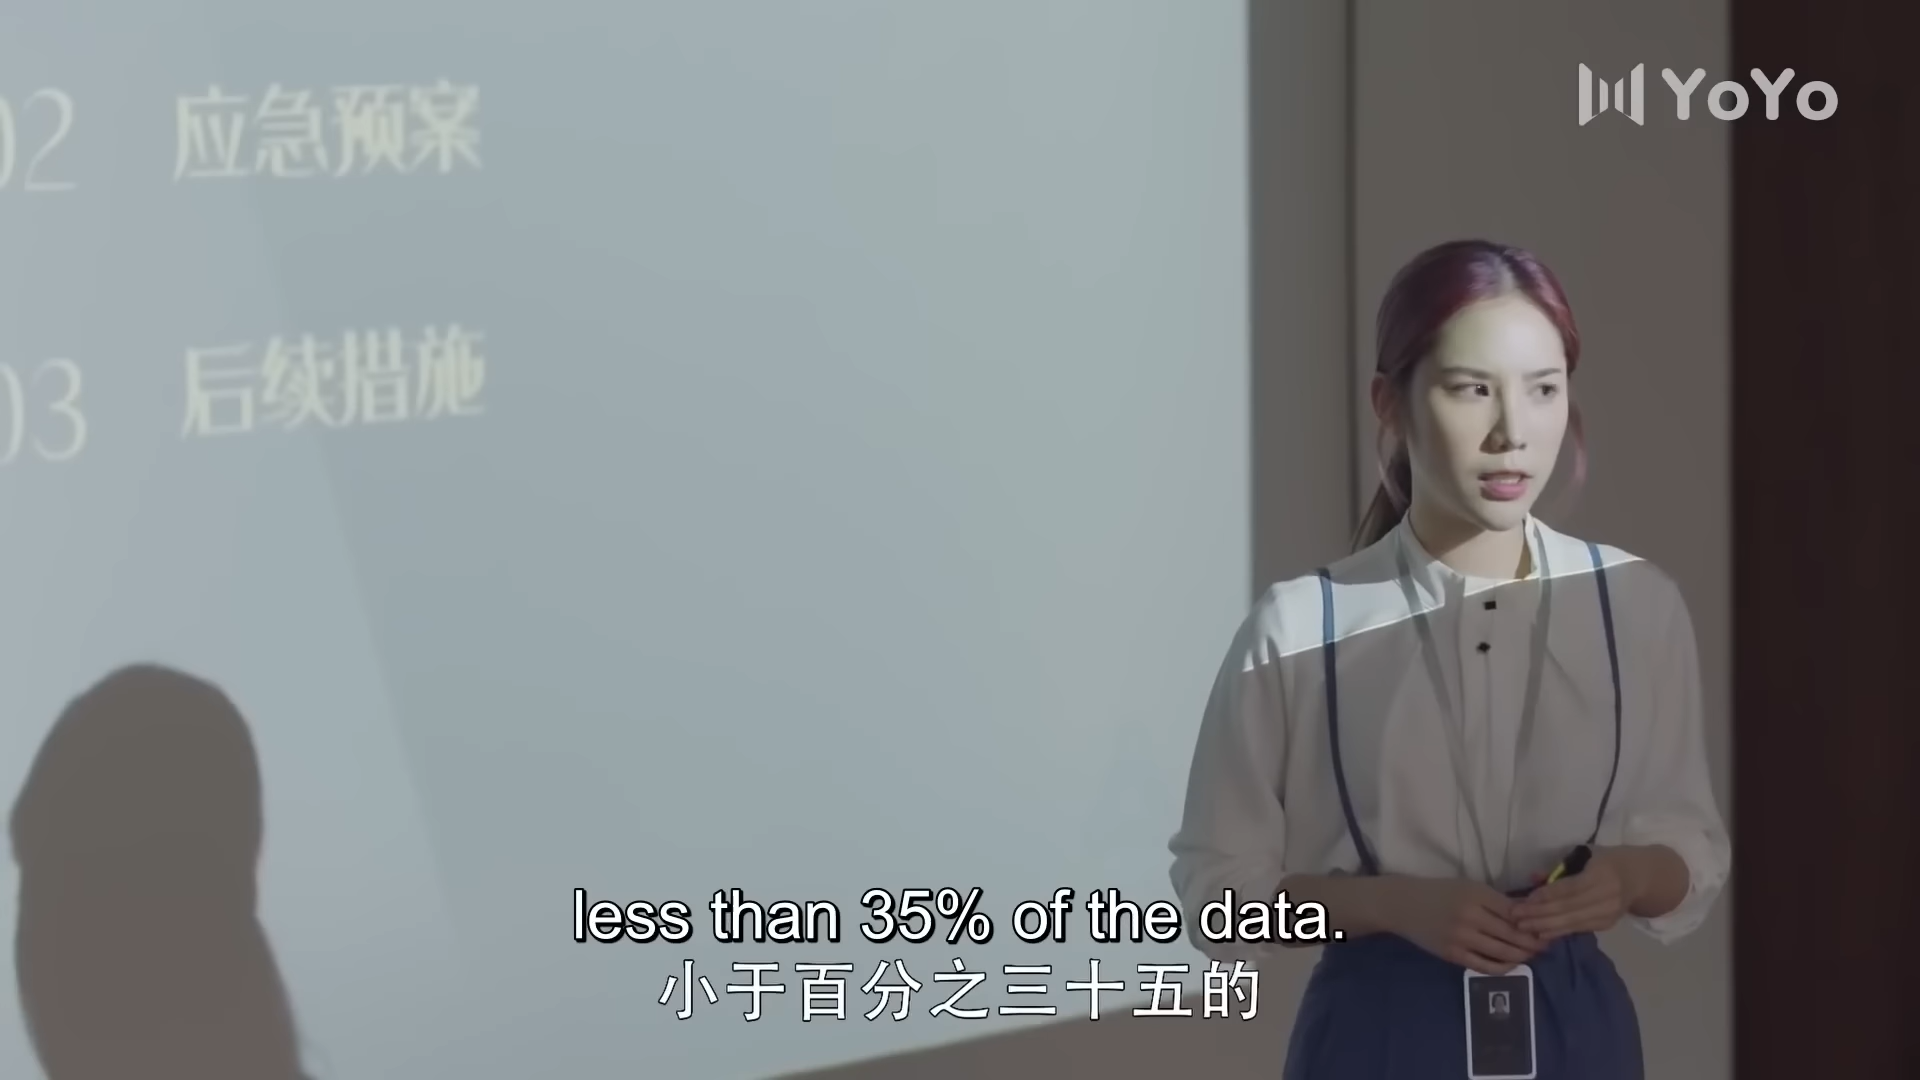 YoYo
02 应急预案
03 后续措施
less than 35% of the data.
小于百分之三十五的